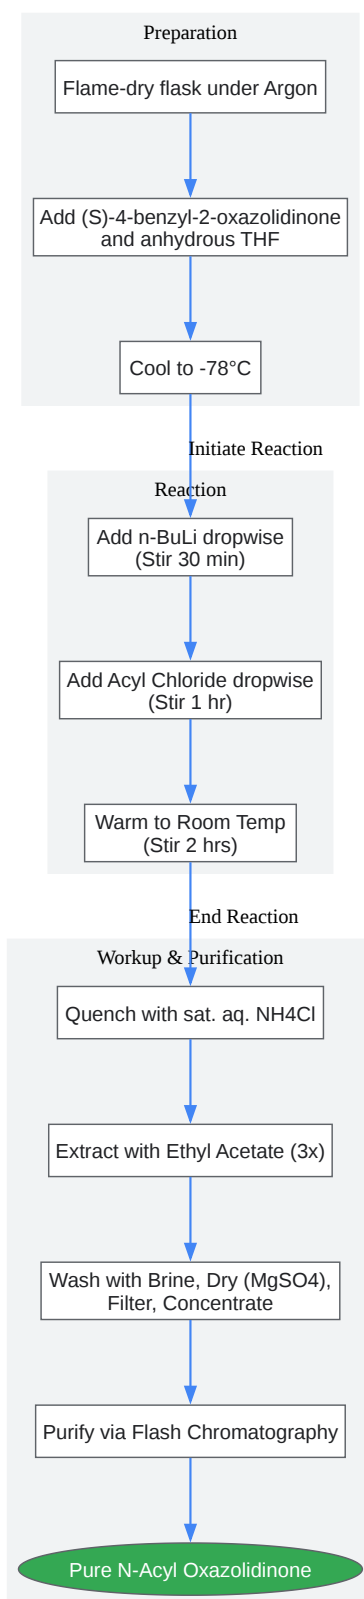 Preparation
Flame-dry flask under Argon
Add (S)-4-benzyl-2-oxazolidinone
and anhydrous THF
Cool to -78°C
Initiate Reaction
Reaction
Add n-BuLi dropwise
(Stir 30 min)
Add Acyl Chloride dropwise
(Stir 1 hr)
Warm to Room Temp
(Stir 2 hrs)
End Reaction
Workup & Purification
Quench with sat. aq. NH4Cl
Extract with Ethyl Acetate (3x)
Wash with Brine, Dry (MgSO4),
Filter, Concentrate
Purify via Flash Chromatography
Pure N-Acyl Oxazolidinone